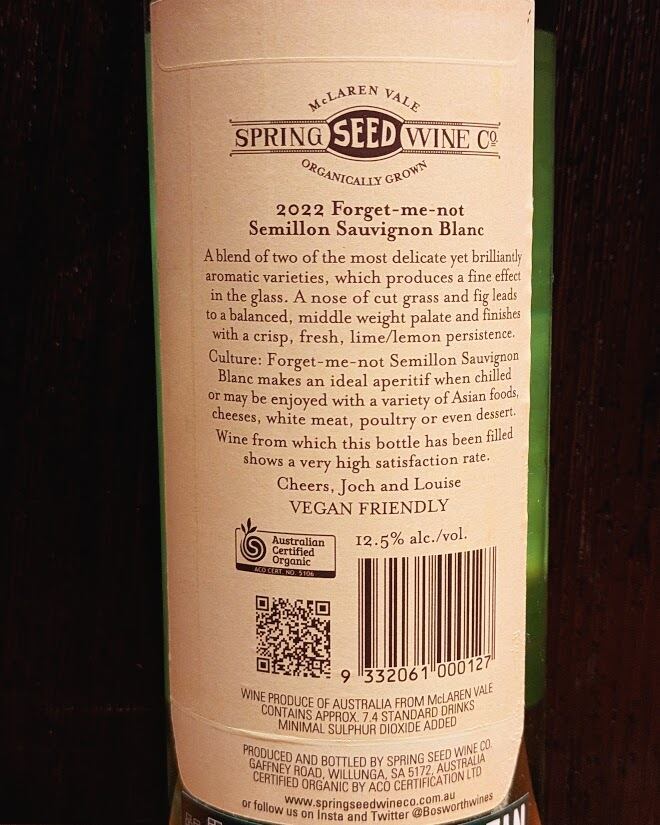 McLAREN VALE
SPRING SEED WINE Co.
ORGANICALLY GROWN
2022 Forget-me-not
Semillon Sauvignon Blanc
A blend of two of the most delicate yet brilliantly
aromatic varieties, which produces a fine effect
in the glass. A nose of cut grass and fig leads
to a balanced, middle weight palate and finishes
with a crisp, fresh, lime/lemon persistence.
Culture: Forget-me-not Semillon Sauvignon
Blanc makes an ideal aperitif when chilled
or may be enjoyed with a variety of Asian foods,
cheeses, white meat, poultry or even dessert.
Wine from which this bottle has been filled
shows a very high satisfaction rate.
Cheers, Joch and Louise
VEGAN FRIENDLY
Australian
Certified
Organic
ACO CERT. NO. 5106
12.5% alc./vol.
9 332061 000127
WINE PRODUCE OF AUSTRALIA FROM McLAREN VALE
CONTAINS APPROX. 7.4 STANDARD DRINKS
MINIMAL SULPHUR DIOXIDE ADDED
PRODUCED AND BOTTLED BY SPRING SEED WINE CO.
GAFFNEY ROAD, WILLUNGA, SA 5172, AUSTRALIA
CERTIFIED ORGANIC BY ACO CERTIFICATION LTD
www.springseedwineco.com.au
or follow us on Insta and Twitter @Bosworthwines